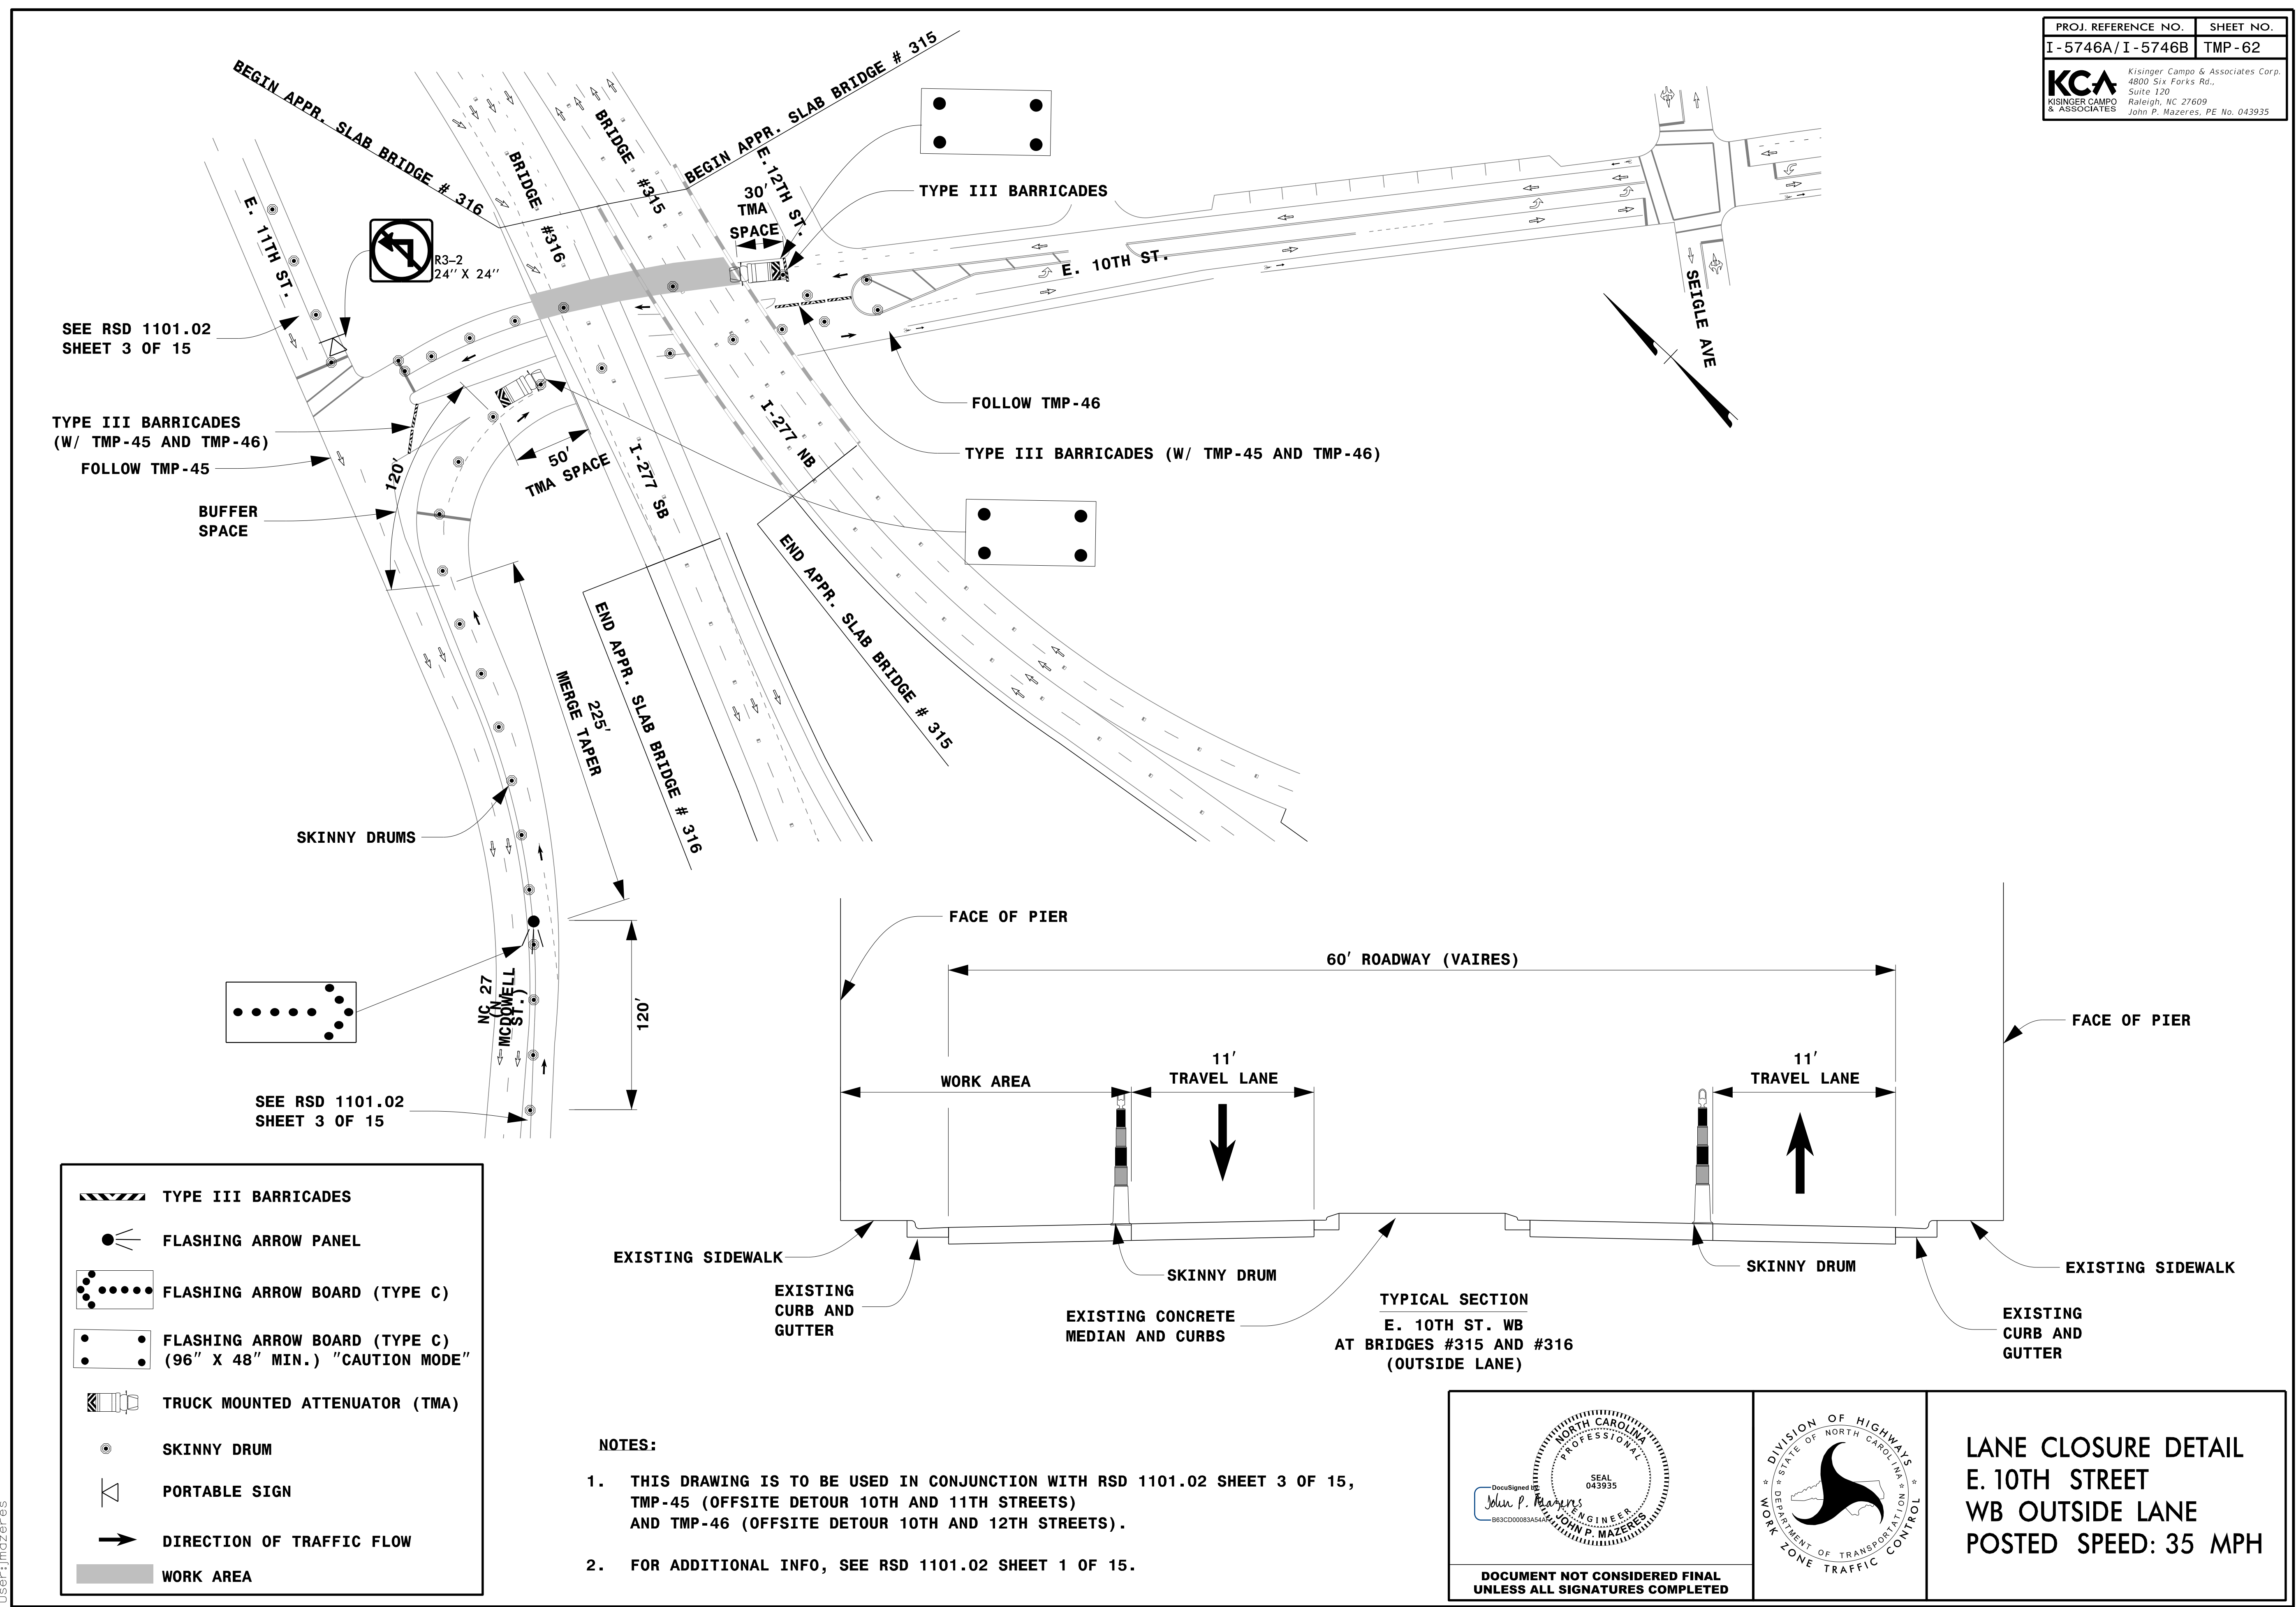 PROJ. REFERENCE NO.
SHEET NO.
I-5746A/I-5746B
TMP-62
KCA
KISINGER CAMPO
& ASSOCIATES
Kisinger Campo & Associates Corp.
4800 Six Forks Rd.,
Suite 120
Raleigh, NC 27609
John P. Mazeres, PE No. 043935
BEGIN APPR. SLAB BRIDGE # 316
BEGIN APPR. SLAB BRIDGE # 315
BRIDGE #316
BRIDGE #315
E. 12TH ST.
30'
TMA
SPACE
TYPE III BARRICADES
E. 11TH ST.
R3-2
24'' X 24''
E. 10TH ST.
SEIGLE AVE
SEE RSD 1101.02
SHEET 3 OF 15
TYPE III BARRICADES
(W/ TMP-45 AND TMP-46)
FOLLOW TMP-45
FOLLOW TMP-46
TYPE III BARRICADES (W/ TMP-45 AND TMP-46)
120'
50'
TMA SPACE
I-277 SB
I-277 NB
BUFFER
SPACE
END APPR. SLAB BRIDGE # 315
END APPR. SLAB BRIDGE # 316
225'
MERGE TAPER
SKINNY DRUMS
NC 27
(N.
MCDOWELL
ST.)
120'
SEE RSD 1101.02
SHEET 3 OF 15
FACE OF PIER
60' ROADWAY (VAIRES)
FACE OF PIER
WORK AREA
11'
TRAVEL LANE
11'
TRAVEL LANE
EXISTING SIDEWALK
EXISTING
CURB AND
GUTTER
SKINNY DRUM
EXISTING CONCRETE
MEDIAN AND CURBS
SKINNY DRUM
EXISTING SIDEWALK
EXISTING
CURB AND
GUTTER
TYPICAL SECTION
E. 10TH ST. WB
AT BRIDGES #315 AND #316
(OUTSIDE LANE)
TYPE III BARRICADES
FLASHING ARROW PANEL
FLASHING ARROW BOARD (TYPE C)
FLASHING ARROW BOARD (TYPE C)
(96" X 48" MIN.) "CAUTION MODE"
TRUCK MOUNTED ATTENUATOR (TMA)
SKINNY DRUM
PORTABLE SIGN
DIRECTION OF TRAFFIC FLOW
WORK AREA
NOTES:
1. THIS DRAWING IS TO BE USED IN CONJUNCTION WITH RSD 1101.02 SHEET 3 OF 15,
TMP-45 (OFFSITE DETOUR 10TH AND 11TH STREETS)
AND TMP-46 (OFFSITE DETOUR 10TH AND 12TH STREETS).
2. FOR ADDITIONAL INFO, SEE RSD 1101.02 SHEET 1 OF 15.
NORTH CAROLINA
PROFESSIONAL
SEAL
043935
ENGINEER
JOHN P. MAZERES
DocuSigned by
John P. Mazeres
DOCUMENT NOT CONSIDERED FINAL
UNLESS ALL SIGNATURES COMPLETED
DIVISION OF HIGHWAYS
STATE OF NORTH CAROLINA
DEPARTMENT OF TRANSPORTATION
WORK ZONE TRAFFIC CONTROL
LANE CLOSURE DETAIL
E. 10TH STREET
WB OUTSIDE LANE
POSTED SPEED: 35 MPH
User:jmazeres